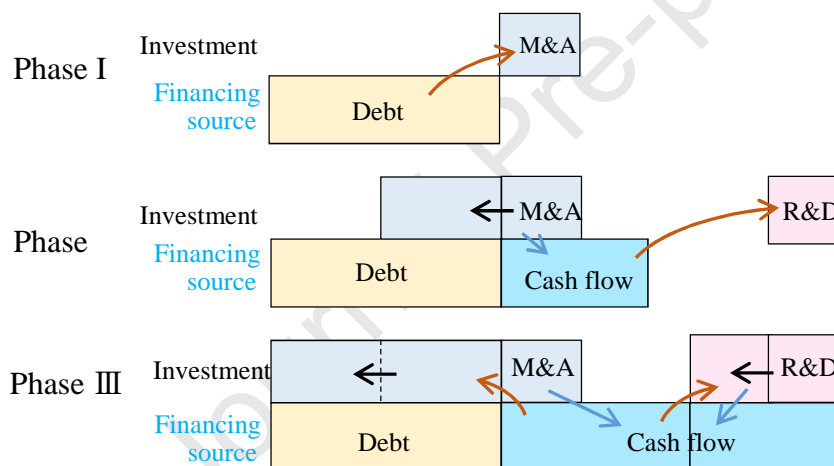 Investment
M&A
Phase I
Financing
source
Debt
Investment
M&A
R&D
Phase
Financing
source
Debt
Cash flow
Investment
M&A
R&D
Phase Ⅲ
Financing
source
Debt
Cash flow